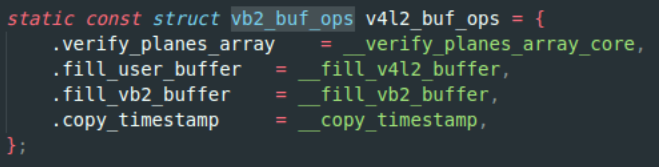 static const struct vb2_buf_ops v4l2_buf_ops = {
    .verify_planes_array    = __verify_planes_array_core,
    .fill_user_buffer   = __fill_v4l2_buffer,
    .fill_vb2_buffer    = __fill_vb2_buffer,
    .copy_timestamp     = __copy_timestamp,
};